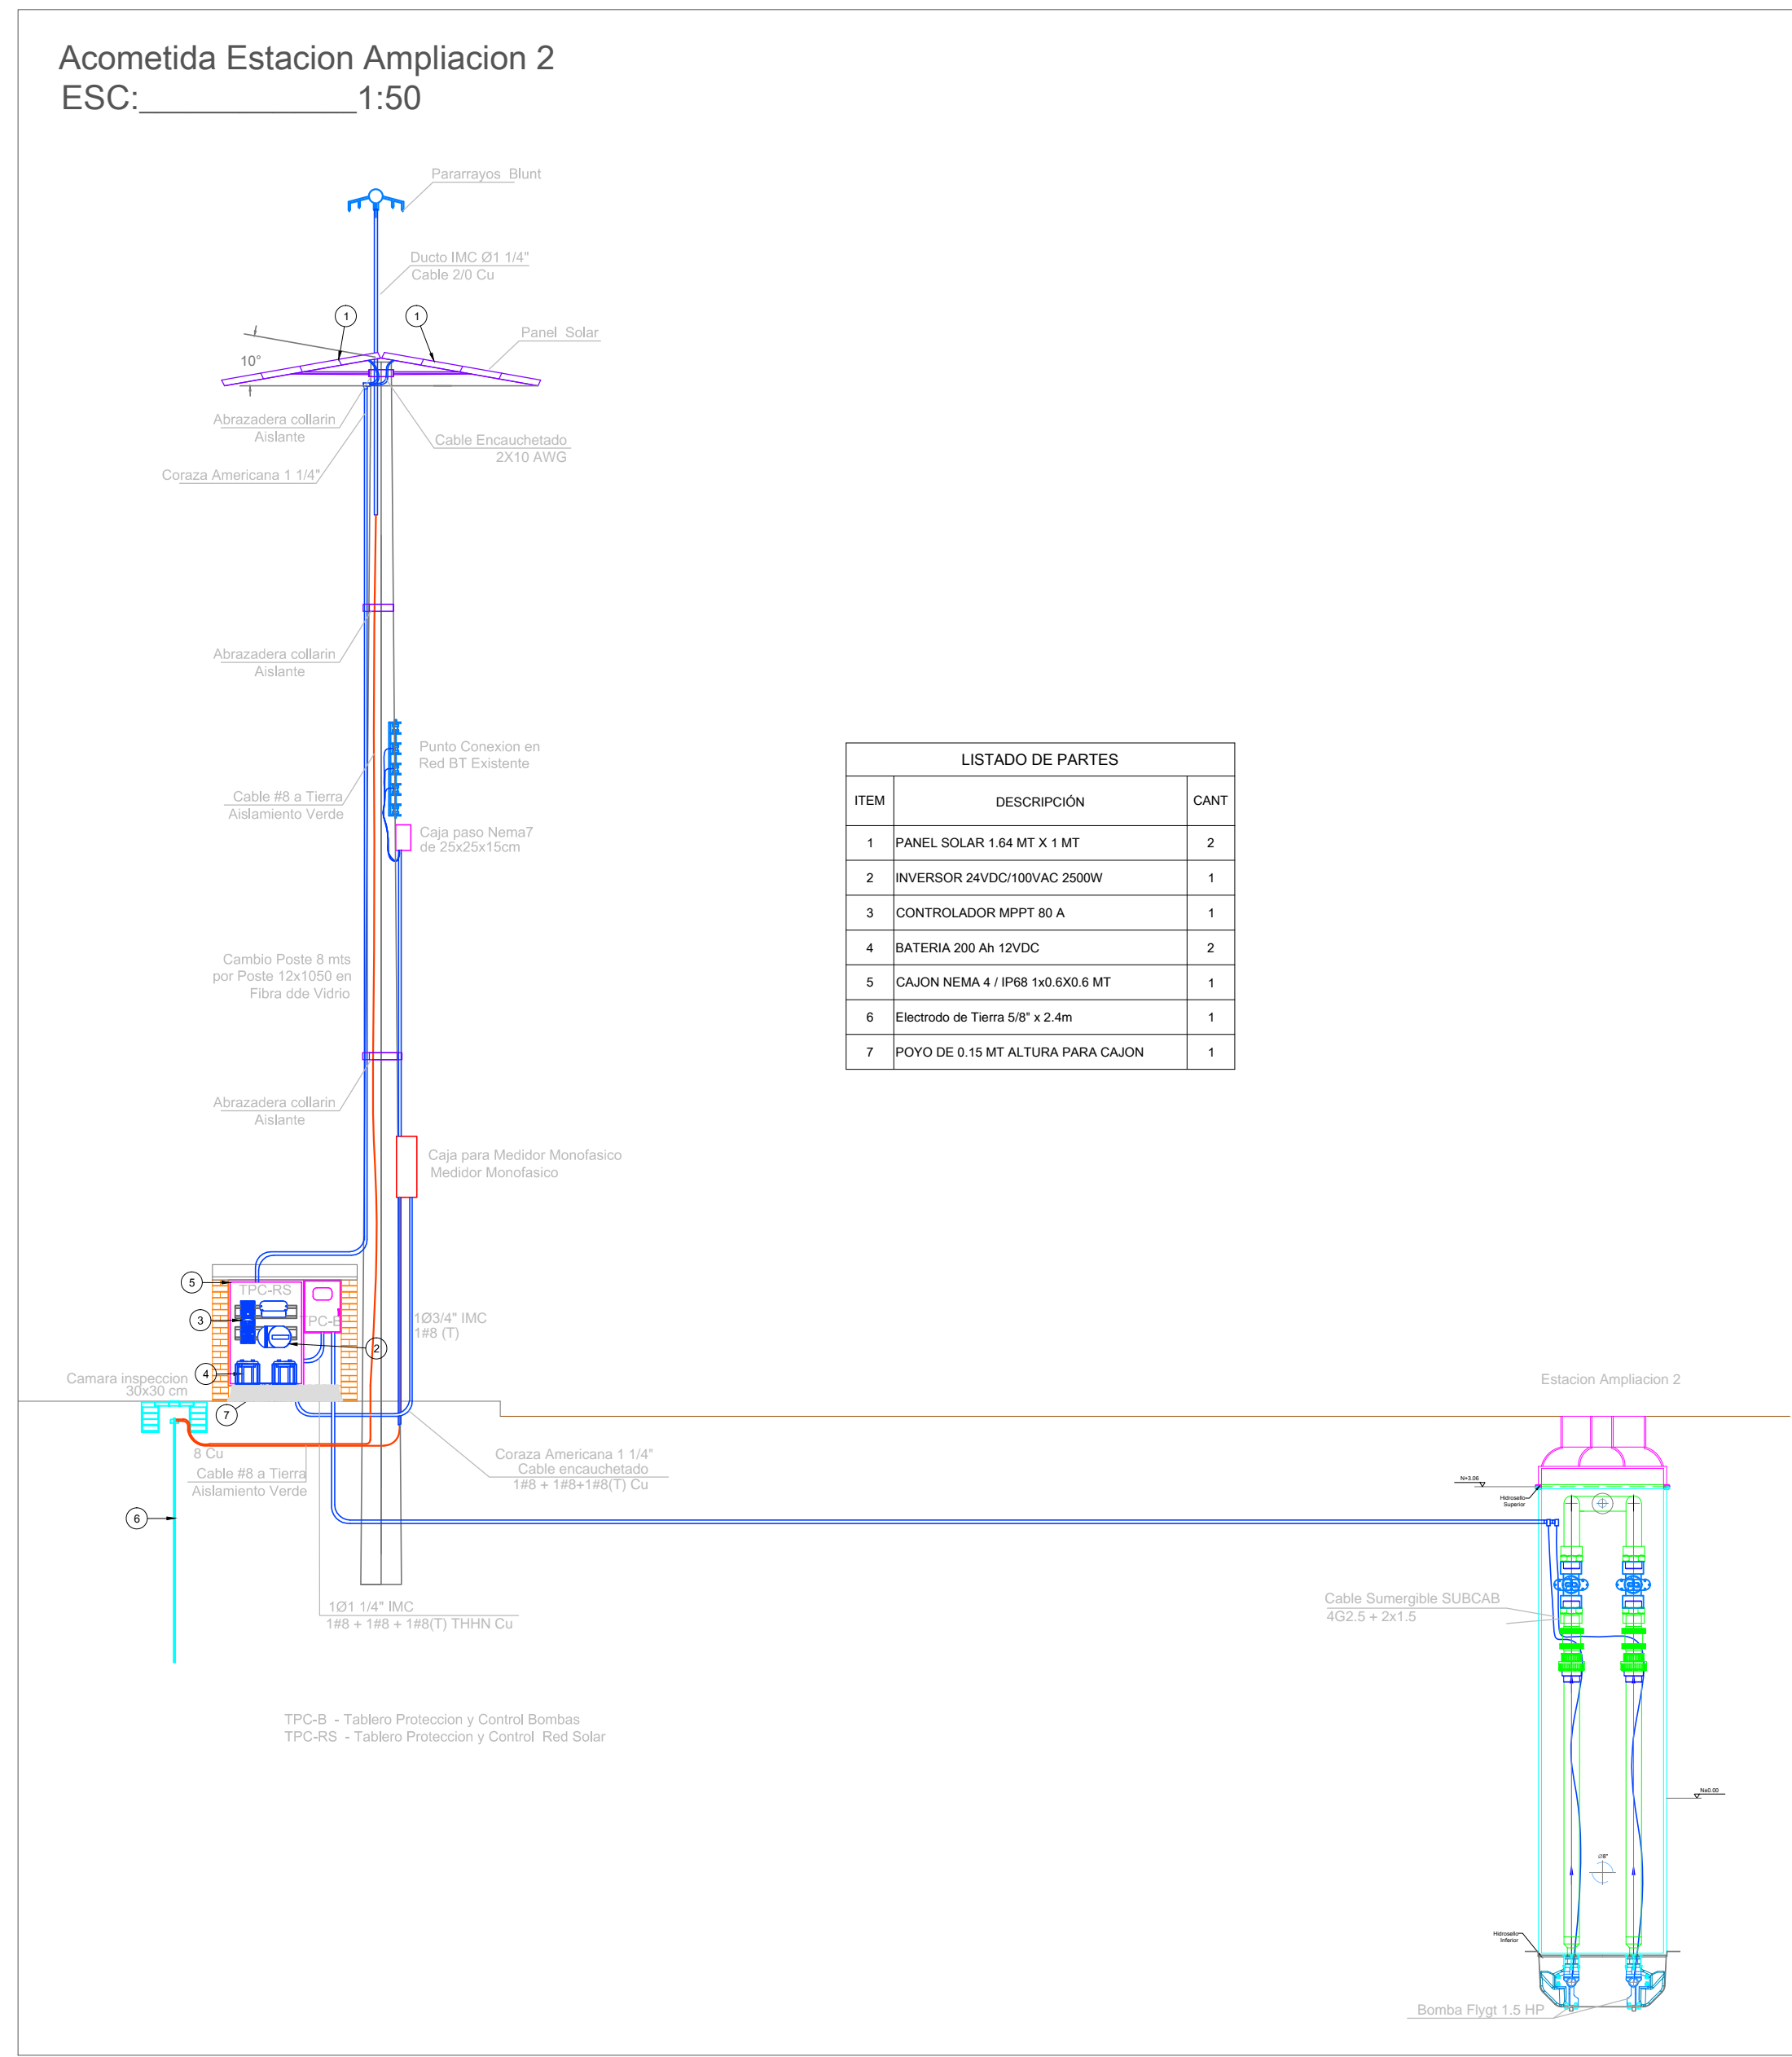 Acometida Estacion Ampliacion 2
ESC:____________1:50
Pararrayos Blunt
Ducto IMC Ø1 1/4"
Cable 2/0 Cu
1
1
Panel Solar
10°
Abrazadera collarin
Aislante
Cable Encauchetado
2X10 AWG
Coraza Americana 1 1/4"
Abrazadera collarin
Aislante
Punto Conexion en
Red BT Existente
Cable #8 a Tierra
Aislamiento Verde
Caja paso Nema7
de 25x25x15cm
LISTADO DE PARTES
ITEM DESCRIPCIÓN CANT
1 PANEL SOLAR 1.64 MT X 1 MT 2
2 INVERSOR 24VDC/100VAC 2500W 1
3 CONTROLADOR MPPT 80 A 1
4 BATERIA 200 Ah 12VDC 2
5 CAJON NEMA 4 / IP68 1x0.6X0.6 MT 1
6 Electrodo de Tierra 5/8" x 2.4m 1
7 POYO DE 0.15 MT ALTURA PARA CAJON 1
Cambio Poste 8 mts
por Poste 12x1050 en
Fibra dde Vidrio
Abrazadera collarin
Aislante
Caja para Medidor Monofasico
Medidor Monofasico
5
TPC-RS
3
TPC-B
1Ø3/4" IMC
1#8 (T)
2
4
Camara inspeccion
30x30 cm
7
8 Cu
Cable #8 a Tierra
Aislamiento Verde
Coraza Americana 1 1/4"
Cable encauchetado
1#8 + 1#8+1#8(T) Cu
6
1Ø1 1/4" IMC
1#8 + 1#8 + 1#8(T) THHN Cu
TPC-B - Tablero Proteccion y Control Bombas
TPC-RS - Tablero Proteccion y Control Red Solar
Estacion Ampliacion 2
N+3.06
Hidrosello
Superior
Cable Sumergible SUBCAB
4G2.5 + 2x1.5
N±0.00
Ø8"
Hidrosello
Inferior
Bomba Flygt 1.5 HP